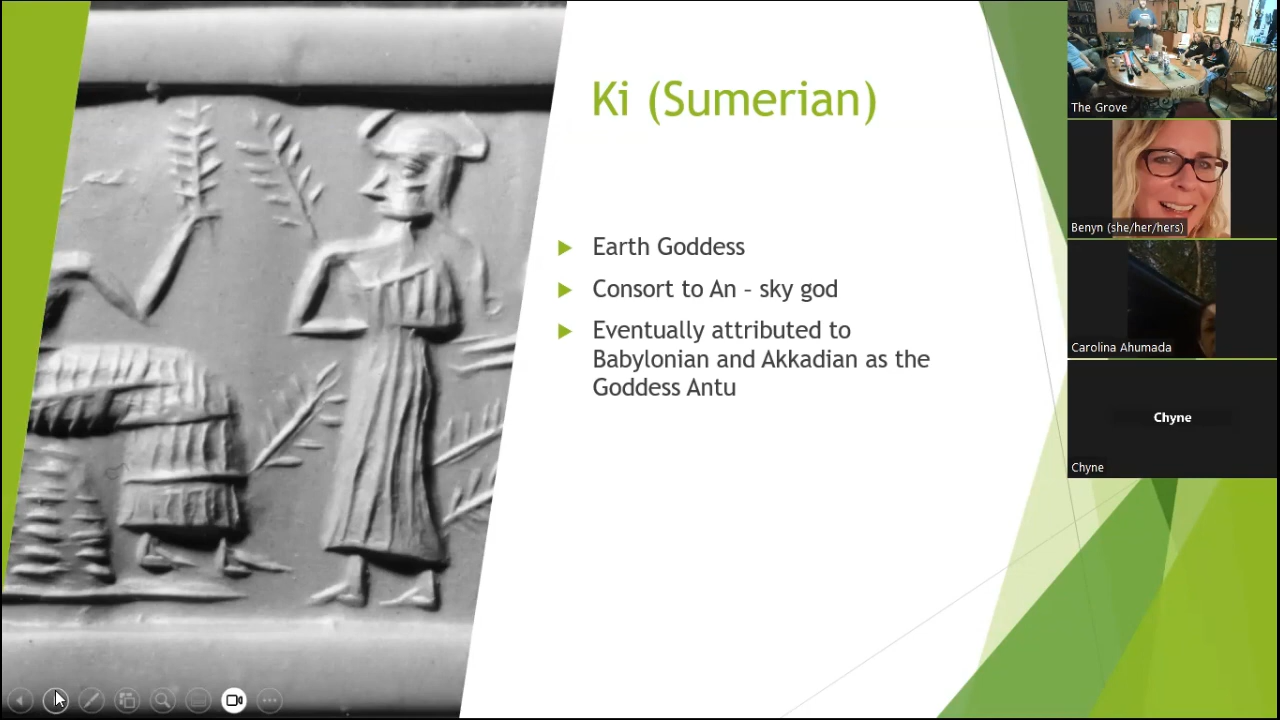 Ki (Sumerian)
Earth Goddess
Consort to An – sky god
Eventually attributed to
Babylonian and Akkadian as the
Goddess Antu
The Grove
Benyn (she/her/hers)
Carolina Ahumada
Chyne
Chyne